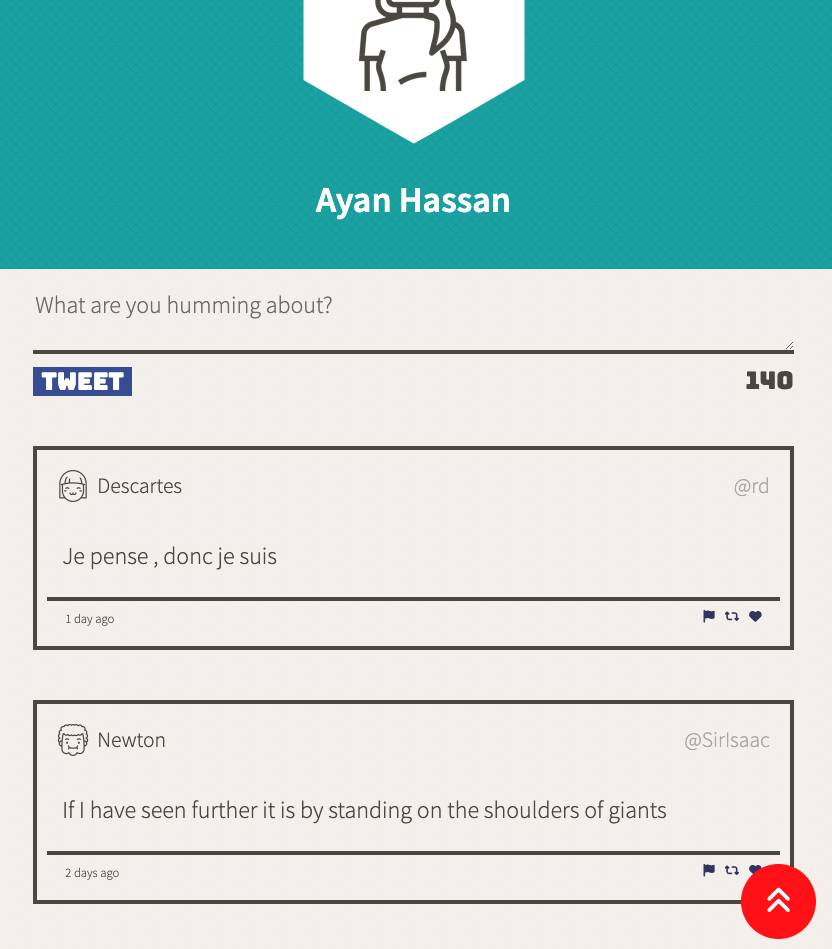 Ayan Hassan
What are you humming about?
TWEET 140
Descartes @rd
Je pense , donc je suis
1 day ago
Newton @SirIsaac
If I have seen further it is by standing on the shoulders of giants
2 days ago